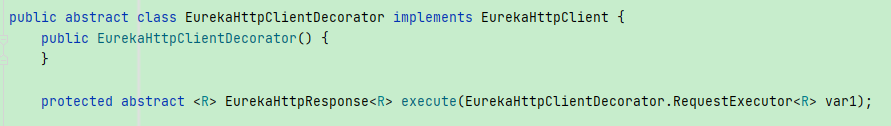 public abstract class EurekaHttpClientDecorator implements EurekaHttpClient {
    public EurekaHttpClientDecorator() {
    }
    protected abstract <R> EurekaHttpResponse<R> execute(EurekaHttpClientDecorator.RequestExecutor<R> var1);